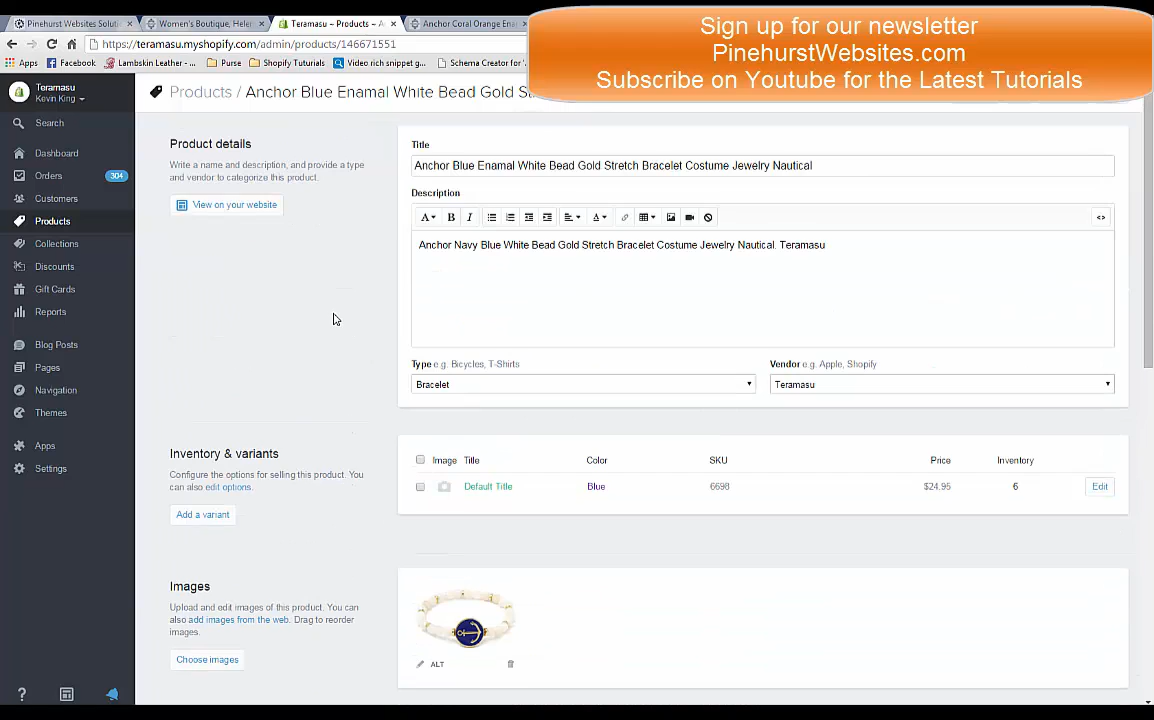 Pinehurst Websites Soluti
Women's Boutique, Heler
Teramasu ~ Products ~ A
Anchor Coral Orange Ena
Sign up for our newsletter
PinehurstWebsites.com
Subscribe on Youtube for the Latest Tutorials
https://teramasu.myshopify.com/admin/products/146671551
Apps
Facebook
Lambskin Leather - ...
Purse
Shopify Tuturials
Video rich snippet g...
Schema Creator for '
Teramasu
Kevin King
Products / Anchor Blue Enamal White Bead Gold St
Search
Dashboard
Orders 304
Customers
Products
Collections
Discounts
Gift Cards
Reports
Blog Posts
Pages
Navigation
Themes
Apps
Settings
Product details
Write a name and description, and provide a type
and vendor to categorize this product.
View on your website
Title
Anchor Blue Enamal White Bead Gold Stretch Bracelet Costume Jewelry Nautical
Description
A B I A <>
Anchor Navy Blue White Bead Gold Stretch Bracelet Costume Jewelry Nautical. Teramasu
Type e.g. Bicycles, T-Shirts
Vendor e.g. Apple, Shopify
Bracelet
Teramasu
Inventory & variants
Configure the options for selling this product. You
can also edit options.
Add a variant
Image Title Color SKU Price Inventory
Default Title Blue 6698 $24.95 6 Edit
Images
Upload and edit images of this product. You can
also add images from the web. Drag to reorder
images.
Choose images
ALT
?